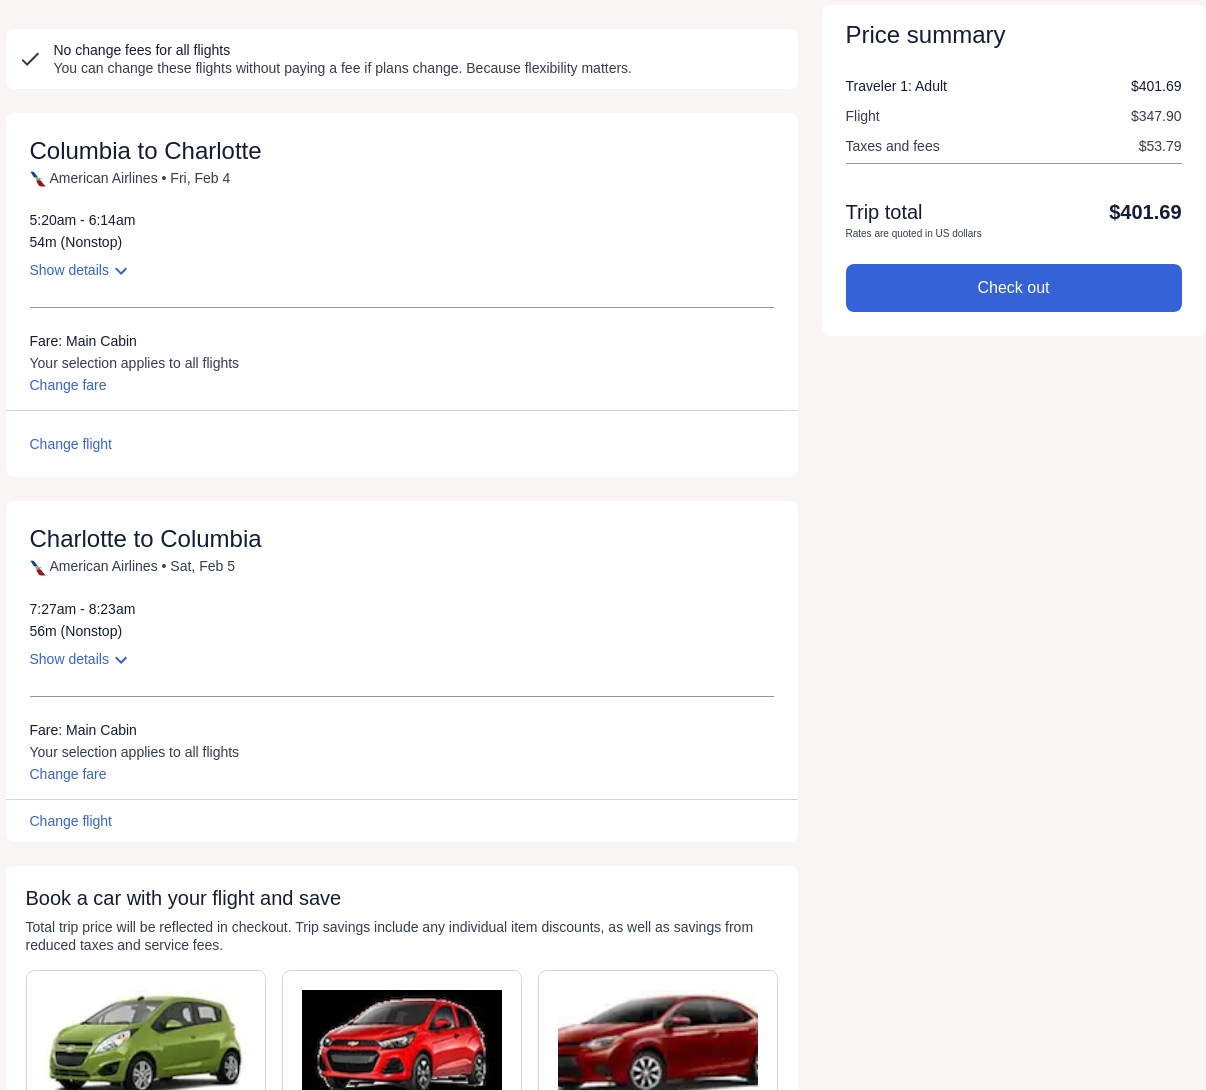 No change fees for all flights
You can change these flights without paying a fee if plans change. Because flexibility matters.
Columbia to Charlotte
American Airlines • Fri, Feb 4
5:20am - 6:14am
54m (Nonstop)
Show details
Fare: Main Cabin
Your selection applies to all flights
Change fare
Change flight
Charlotte to Columbia
American Airlines • Sat, Feb 5
7:27am - 8:23am
56m (Nonstop)
Show details
Fare: Main Cabin
Your selection applies to all flights
Change fare
Change flight
Book a car with your flight and save
Total trip price will be reflected in checkout. Trip savings include any individual item discounts, as well as savings from
reduced taxes and service fees.
Price summary
Traveler 1: Adult $401.69
Flight $347.90
Taxes and fees $53.79
Trip total $401.69
Rates are quoted in US dollars
Check out